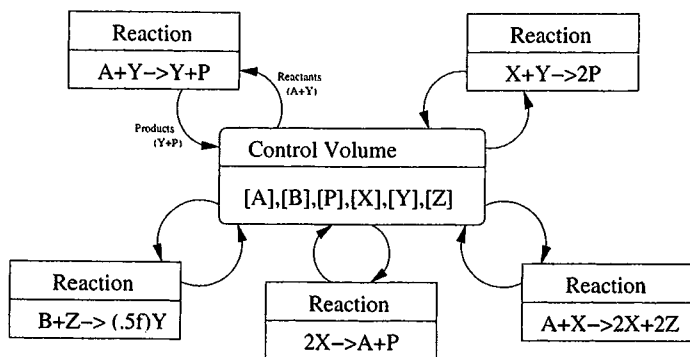 Reaction
A+Y->Y+P
Reactants
(A+Y)
Products
(Y+P)
Reaction
X+Y->2P
Control Volume
[A],[B],[P],[X],[Y],[Z]
Reaction
B+Z-> (.5f)Y
Reaction
2X->A+P
Reaction
A+X->2X+2Z